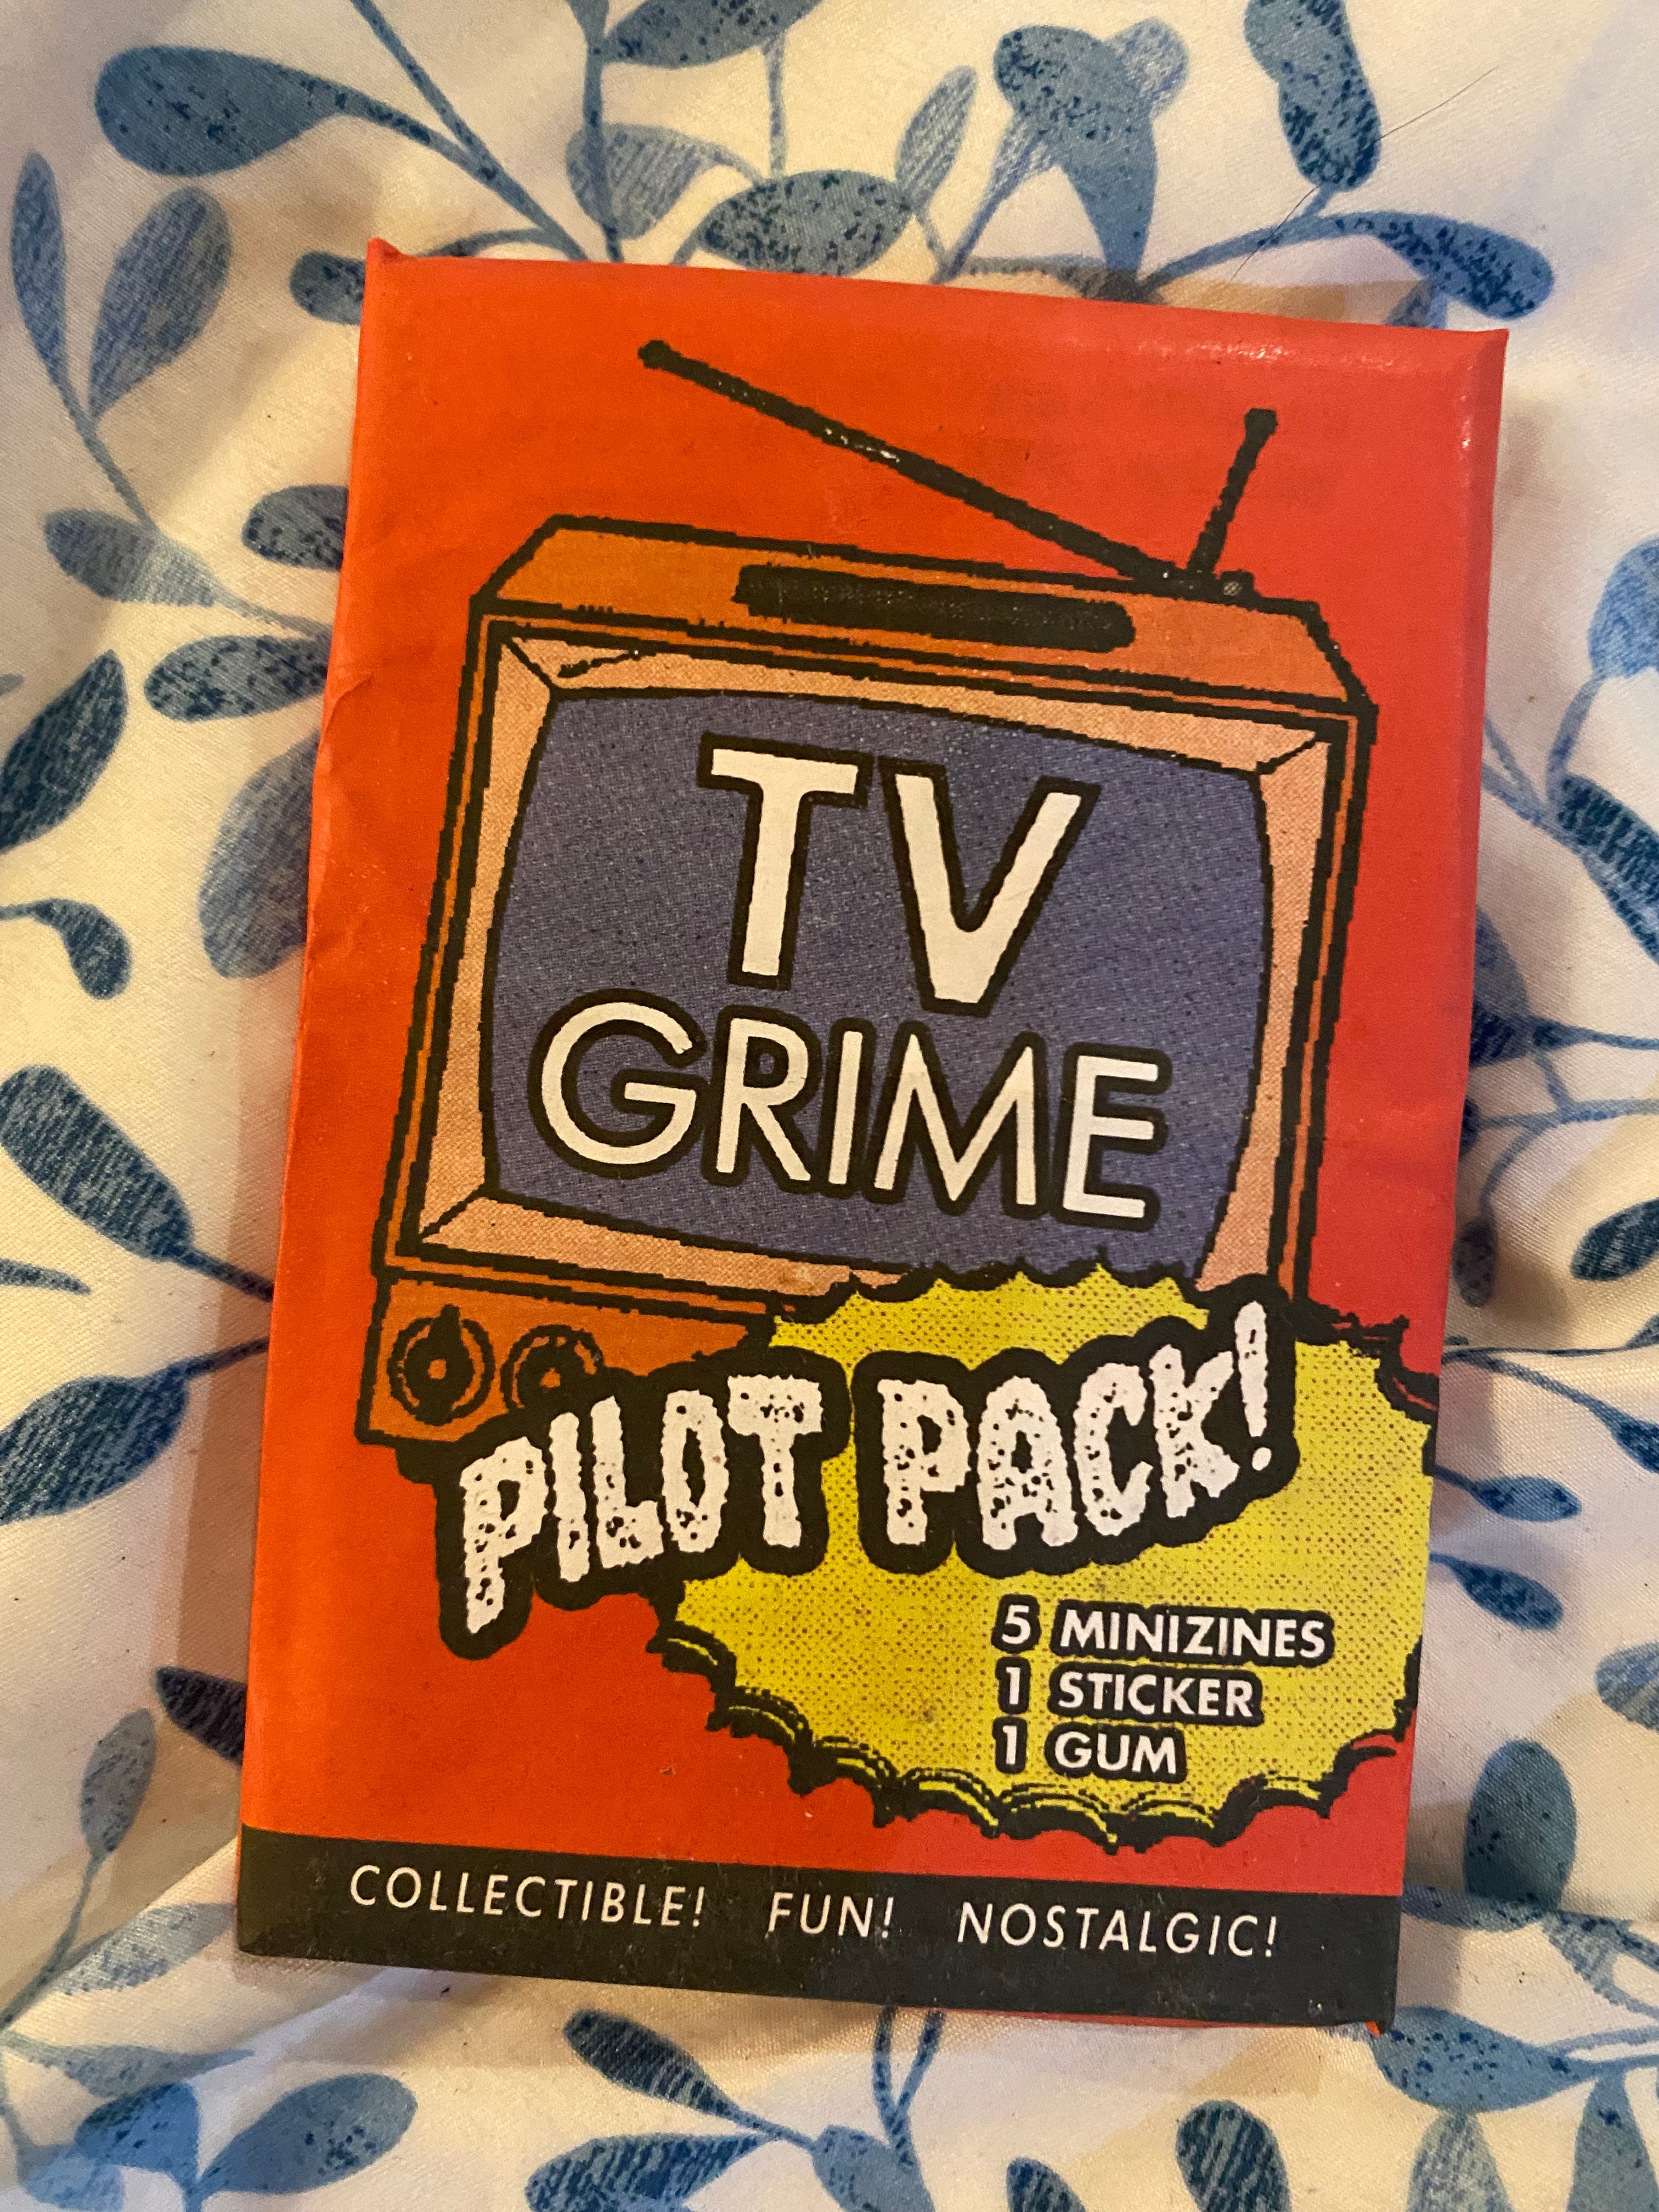 TV
GRIME
PILOT PACK!
5 MINIZINES
1 STICKER
1 GUM
COLLECTIBLE! FUN! NOSTALGIC!